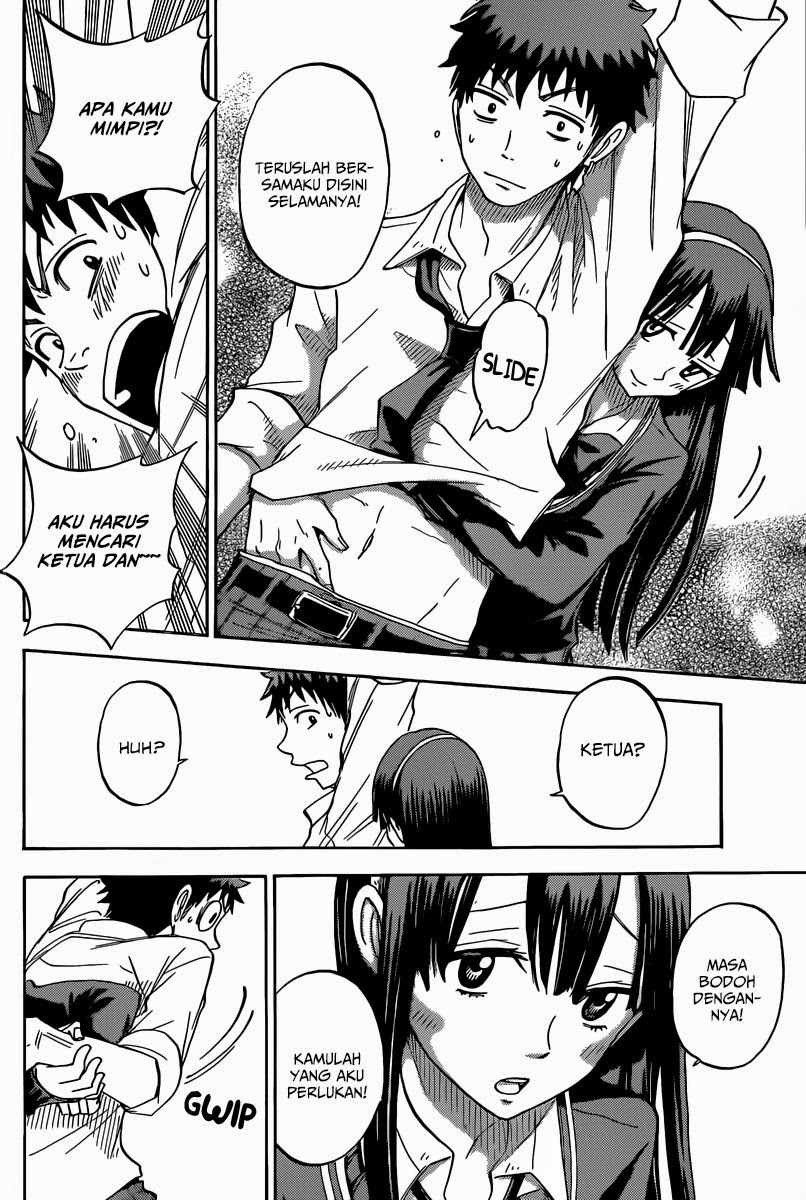 TERUSLAH BER-
SAMAKU DISINI
SELAMANYA!
SLIDE
APA KAMU
MIMPI?!
AKU HARUS
MENCARI
KETUA DAN~~
KETUA?
HUH?
MASA
BODOH
DENGAN-
NYA!
KAMULAH
YANG AKU
PERLUKAN!
GWIP